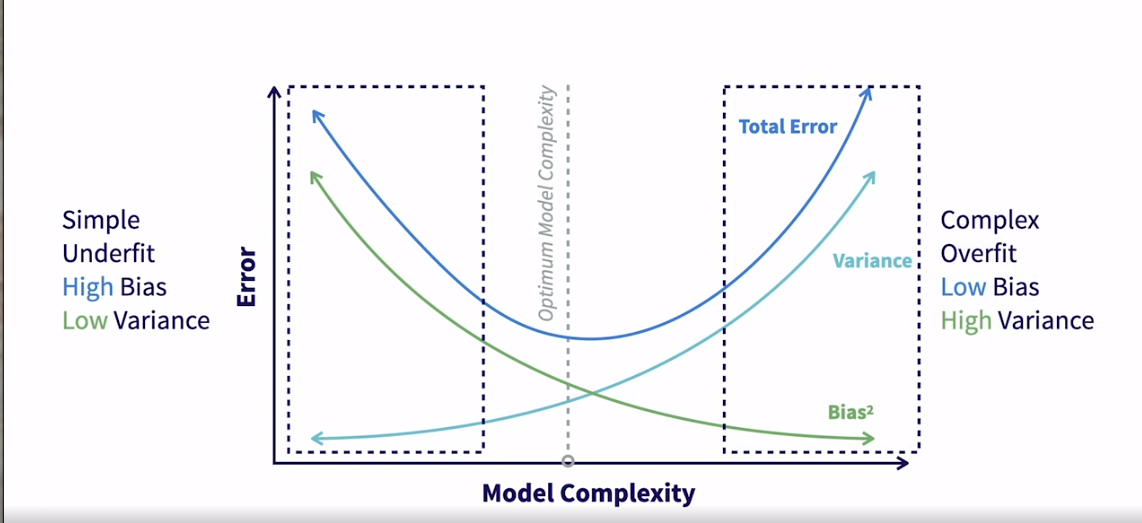 Optimum Model Complexity
Total Error
Simple
Underfit
High Bias
Low Variance
Error
Variance
Complex
Overfit
Low Bias
High Variance
Bias²
Model Complexity